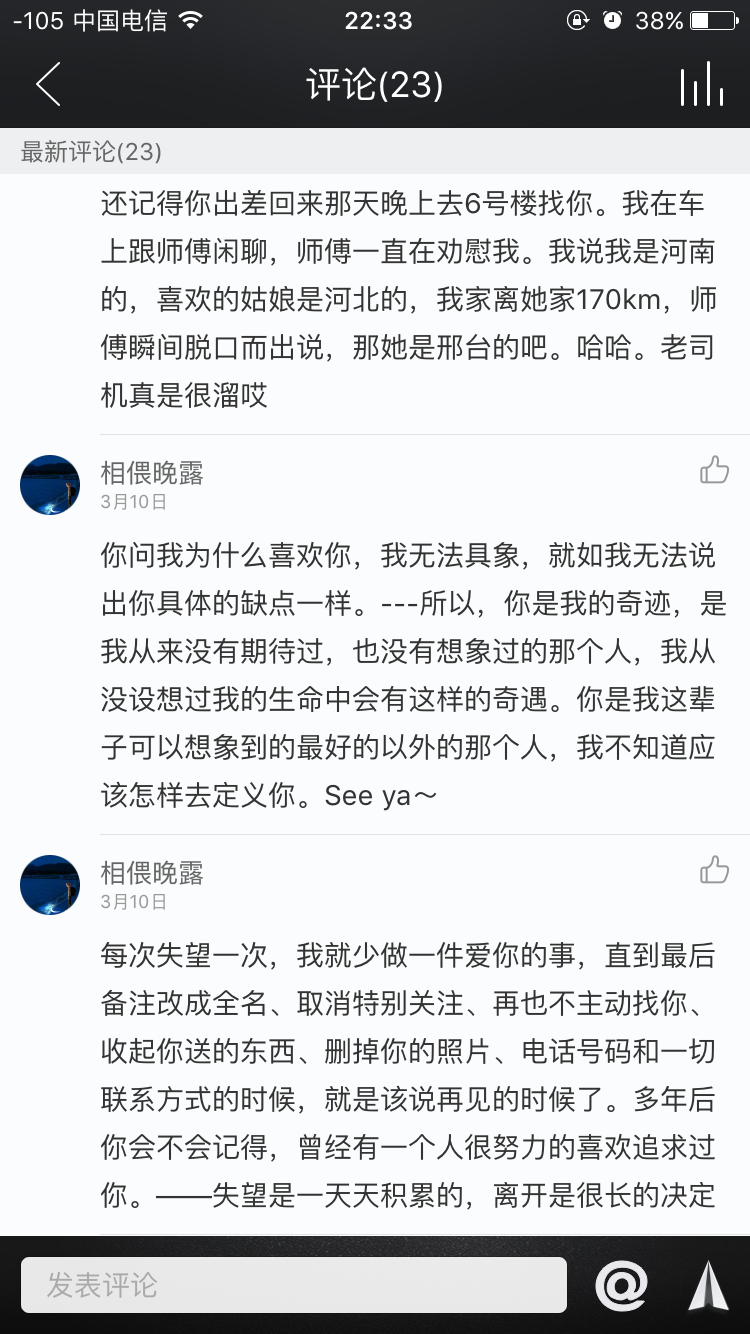 -105 中国电信 22:33 38%
评论(23)
最新评论(23)
还记得你出差回来那天晚上去6号楼找你。我在车
上跟师傅闲聊，师傅一直在劝慰我。我说我是河南
的，喜欢的姑娘是河北的，我家离她家170km，师
傅瞬间脱口而出说，那她是邢台的吧。哈哈。老司
机真是很溜哎
相偎晚露
3月10日
你问我为什么喜欢你，我无法具象，就如我无法说
出你具体的缺点一样。---所以，你是我的奇迹，是
我从来没有期待过，也没有想象过的那个人，我从
没设想过我的生命中会有这样的奇遇。你是我这辈
子可以想象到的最好的以外的那个人，我不知道应
该怎样去定义你。See ya～
相偎晚露
3月10日
每次失望一次，我就少做一件爱你的事，直到最后
备注改成全名、取消特别关注、再也不主动找你、
收起你送的东西、删掉你的照片、电话号码和一切
联系方式的时候，就是该说再见的时候了。多年后
你会不会记得，曾经有一个人很努力的喜欢追求过
你。——失望是一天天积累的，离开是很长的决定
发表评论 @